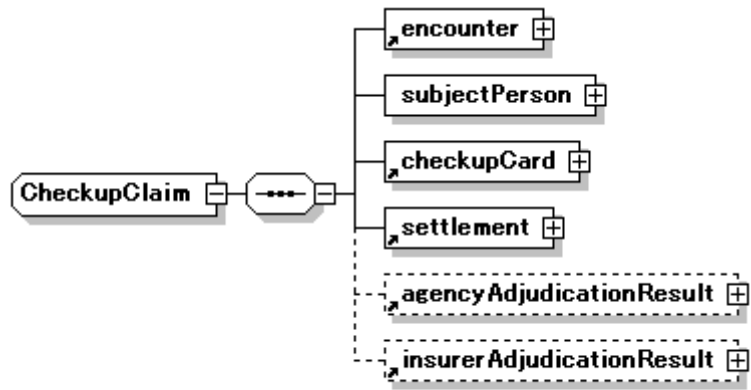 encounter
subjectPerson
checkupCard
CheckupClaim
settlement
agencyAdjudicationResult
insurerAdjudicationResult